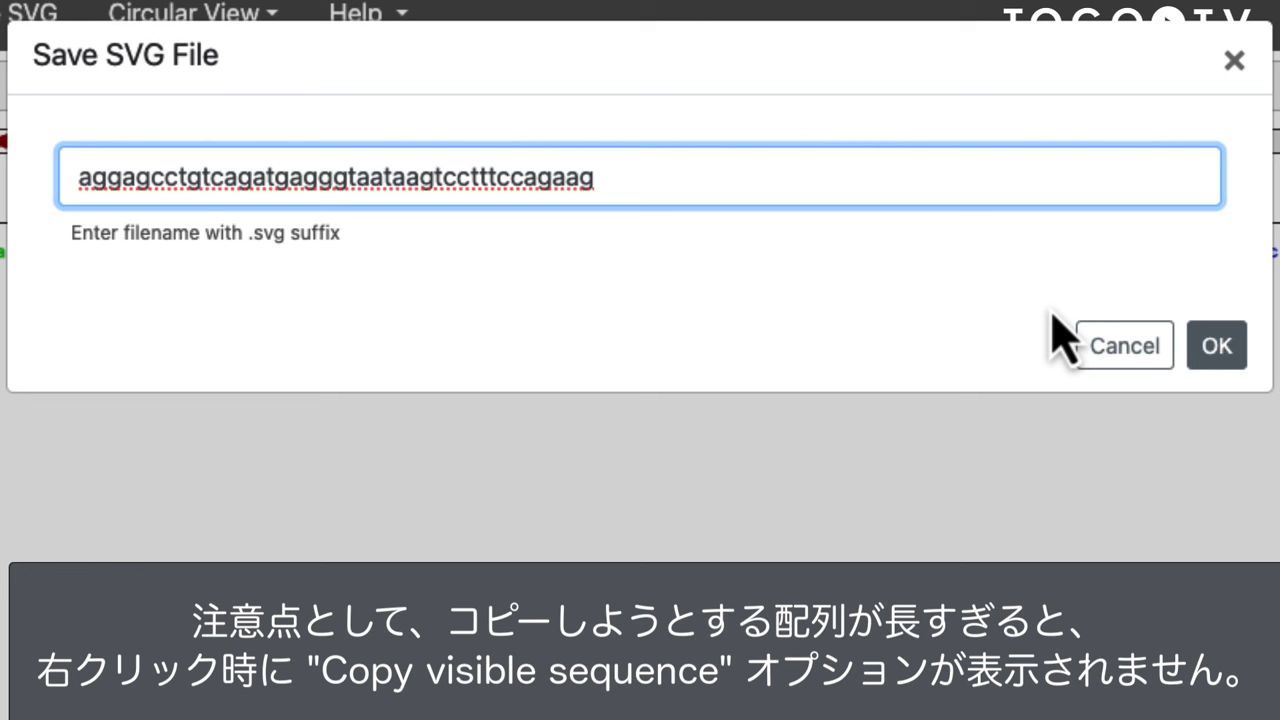 SVG Circular View Help TOGO TV
Save SVG File
aggagcctgtcagatgagggtaataagtcctttccagaag
Enter filename with .svg suffix
Cancel OK
注意点として、コピーしようとする配列が長すぎると、
右クリック時に "Copy visible sequence" オプションが表示されません。